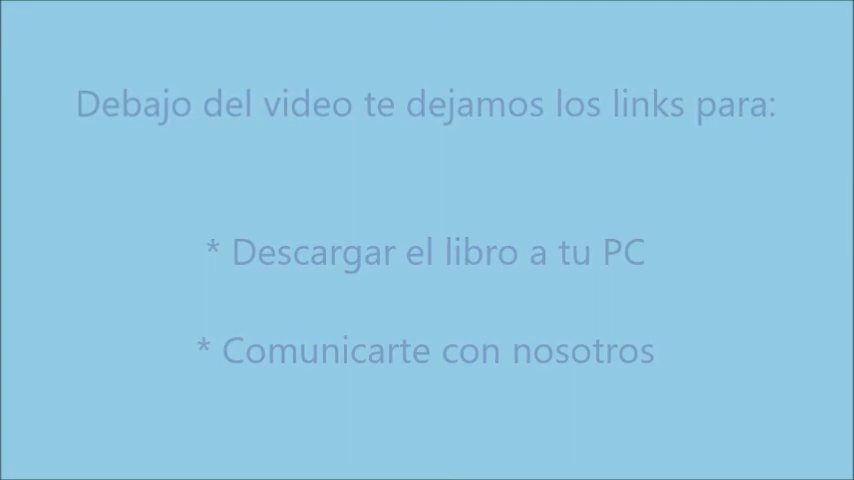 Debajo del video te dejamos los links para:
* Descargar el libro a tu PC
* Comunicarte con nosotros